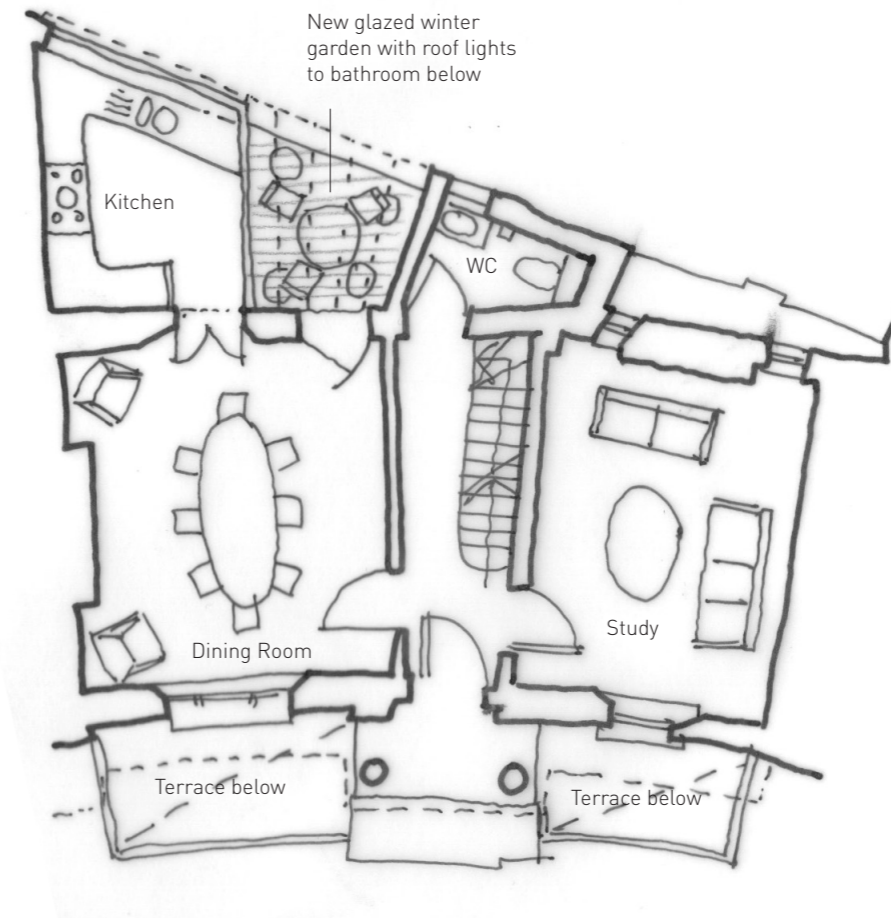 New glazed winter
garden with roof lights
to bathroom below
Kitchen
WC
Dining Room
Study
Terrace below
Terrace below